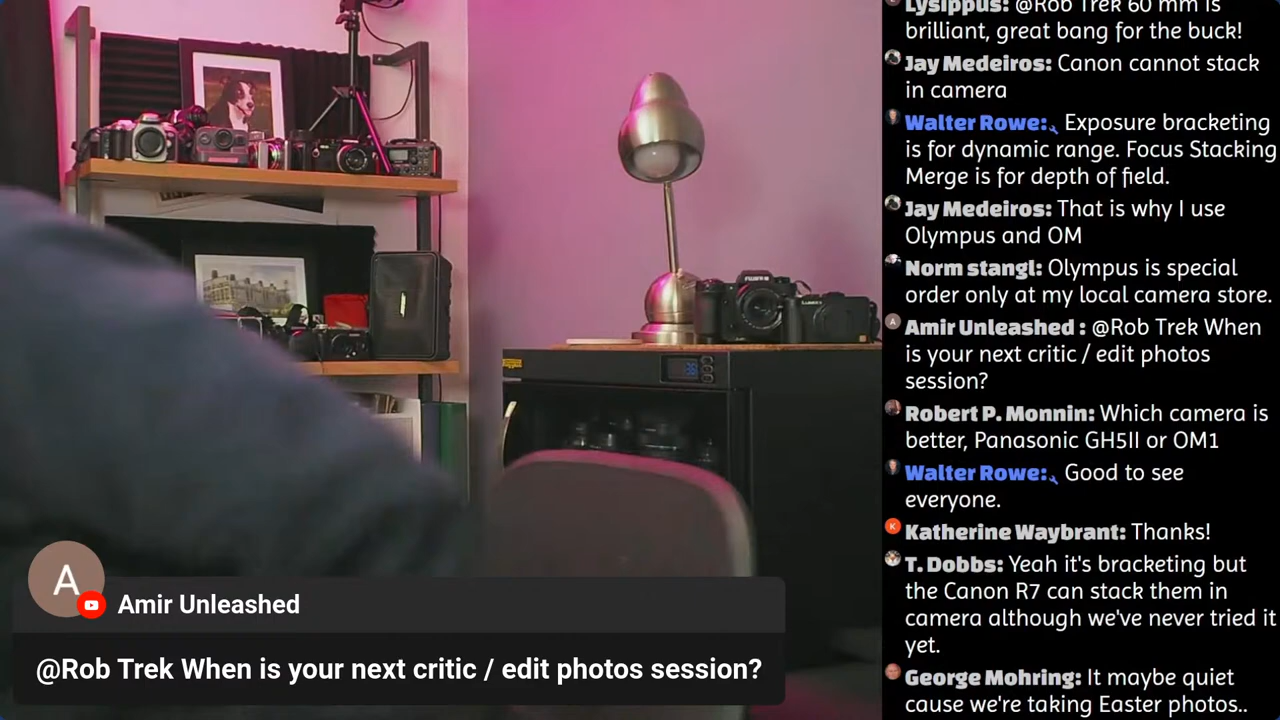 Lysippus: @Rob Trek 60 mm is
brilliant, great bang for the buck!
Jay Medeiros: Canon cannot stack
in camera
Walter Rowe: Exposure bracketing
is for dynamic range. Focus Stacking
Merge is for depth of field.
Jay Medeiros: That is why I use
Olympus and OM
Norm stangl: Olympus is special
order only at my local camera store.
A
Amir Unleashed : @Rob Trek When
is your next critic / edit photos
session?
Robert P. Monnin: Which camera is
better, Panasonic GH5II or OM1
Walter Rowe: Good to see
everyone.
K
Katherine Waybrant: Thanks!
T. Dobbs: Yeah it's bracketing but
the Canon R7 can stack them in
camera although we've never tried it
yet.
George Mohring: It maybe quiet
cause we're taking Easter photos..
FUJIFILM
LUMIX
A
Amir Unleashed
@Rob Trek When is your next critic / edit photos session?